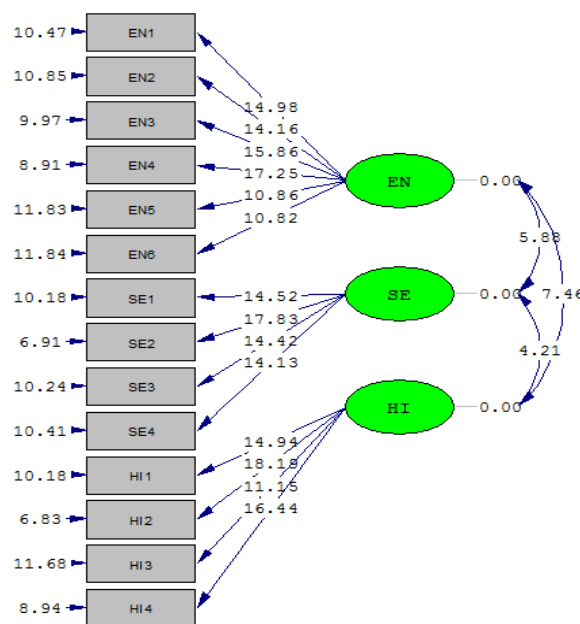 10.47 EN1
10.85 EN2
9.97 EN3
8.91 EN4
11.83 EN5
11.84 EN6
10.18 SE1
6.91 SE2
10.24 SE3
10.41 SE4
10.18 HI1
6.83 HI2
11.68 HI3
8.94 HI4
14.98
14.16
15.86
17.25
10.86
10.82
14.52
17.83
14.42
14.13
14.94
18.19
11.15
16.44
EN 0.00
SE 0.00
HI 0.00
5.88
7.46
4.21